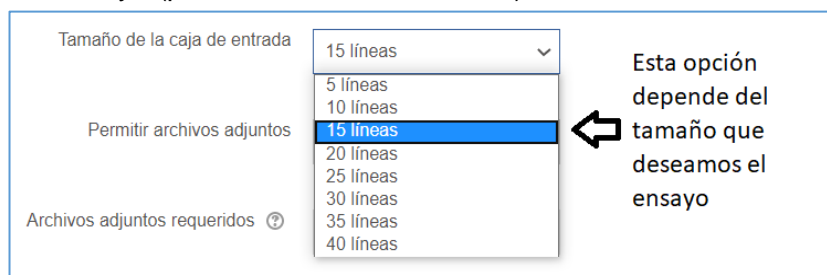 Tamaño de la caja de entrada
15 líneas
5 líneas
10 líneas
Permitir archivos adjuntos
15 líneas
20 líneas
25 líneas
30 líneas
Archivos adjuntos requeridos
35 líneas
40 líneas
Esta opción
depende del
tamaño que
deseamos el
ensayo